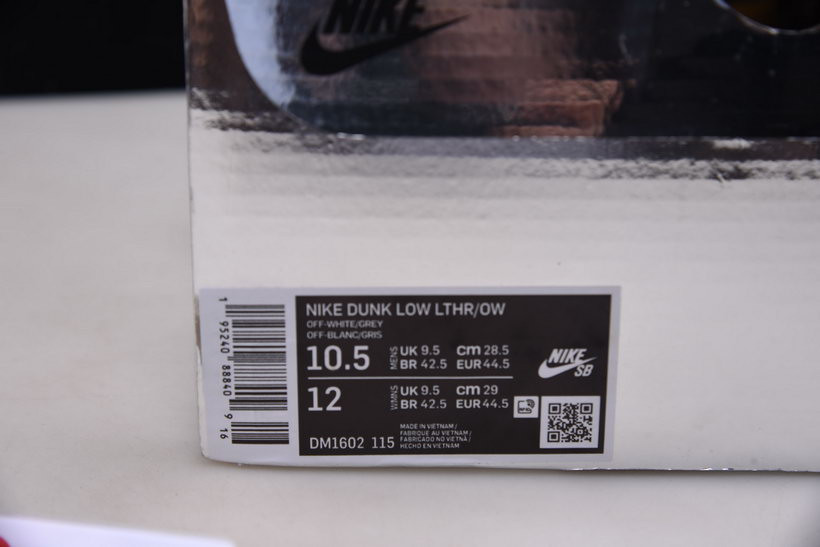 NIKE
NIKE DUNK LOW LTHR/OW
OFF-WHITE/GREY
OFF-BLANC/GRIS
10.5 MENS UK 9.5 cm 28.5
BR 42.5 EUR 44.5
12 WMNS UK 9.5 cm 29
BR 42.5 EUR 44.5
NIKE
SB
DM1602 115
MADE IN VIETNAM /
FABRIQUE AU VIETNAM /
FABRICADO NO VIETNÃ /
HECHO EN VIETNAM
1 95240 88840 9 16